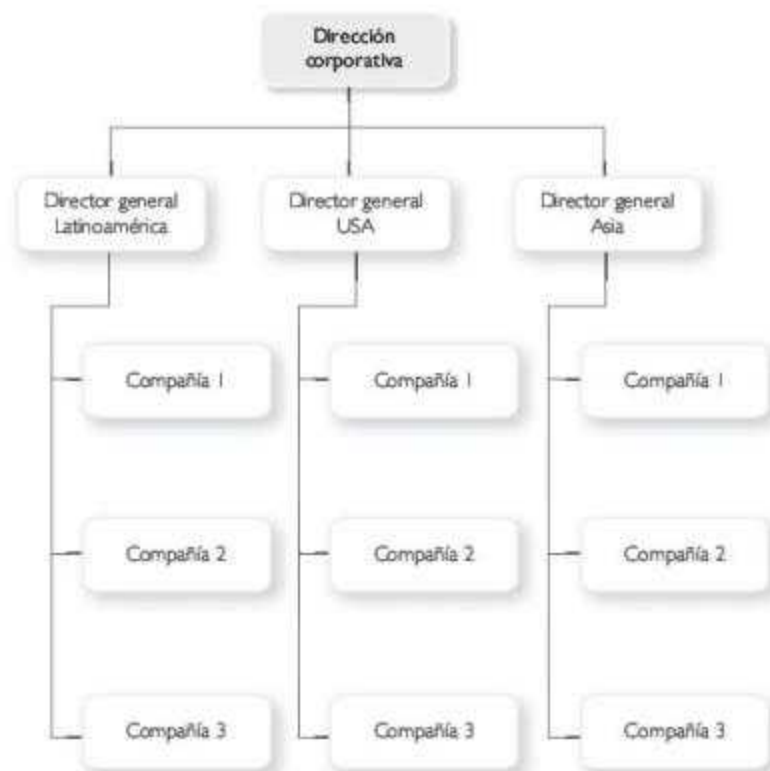 Dirección
corporativa
Director general
Latinoamérica
Director general
USA
Director general
Asia
Compañía 1
Compañía 1
Compañía 1
Compañía 2
Compañía 2
Compañía 2
Compañía 3
Compañía 3
Compañía 3